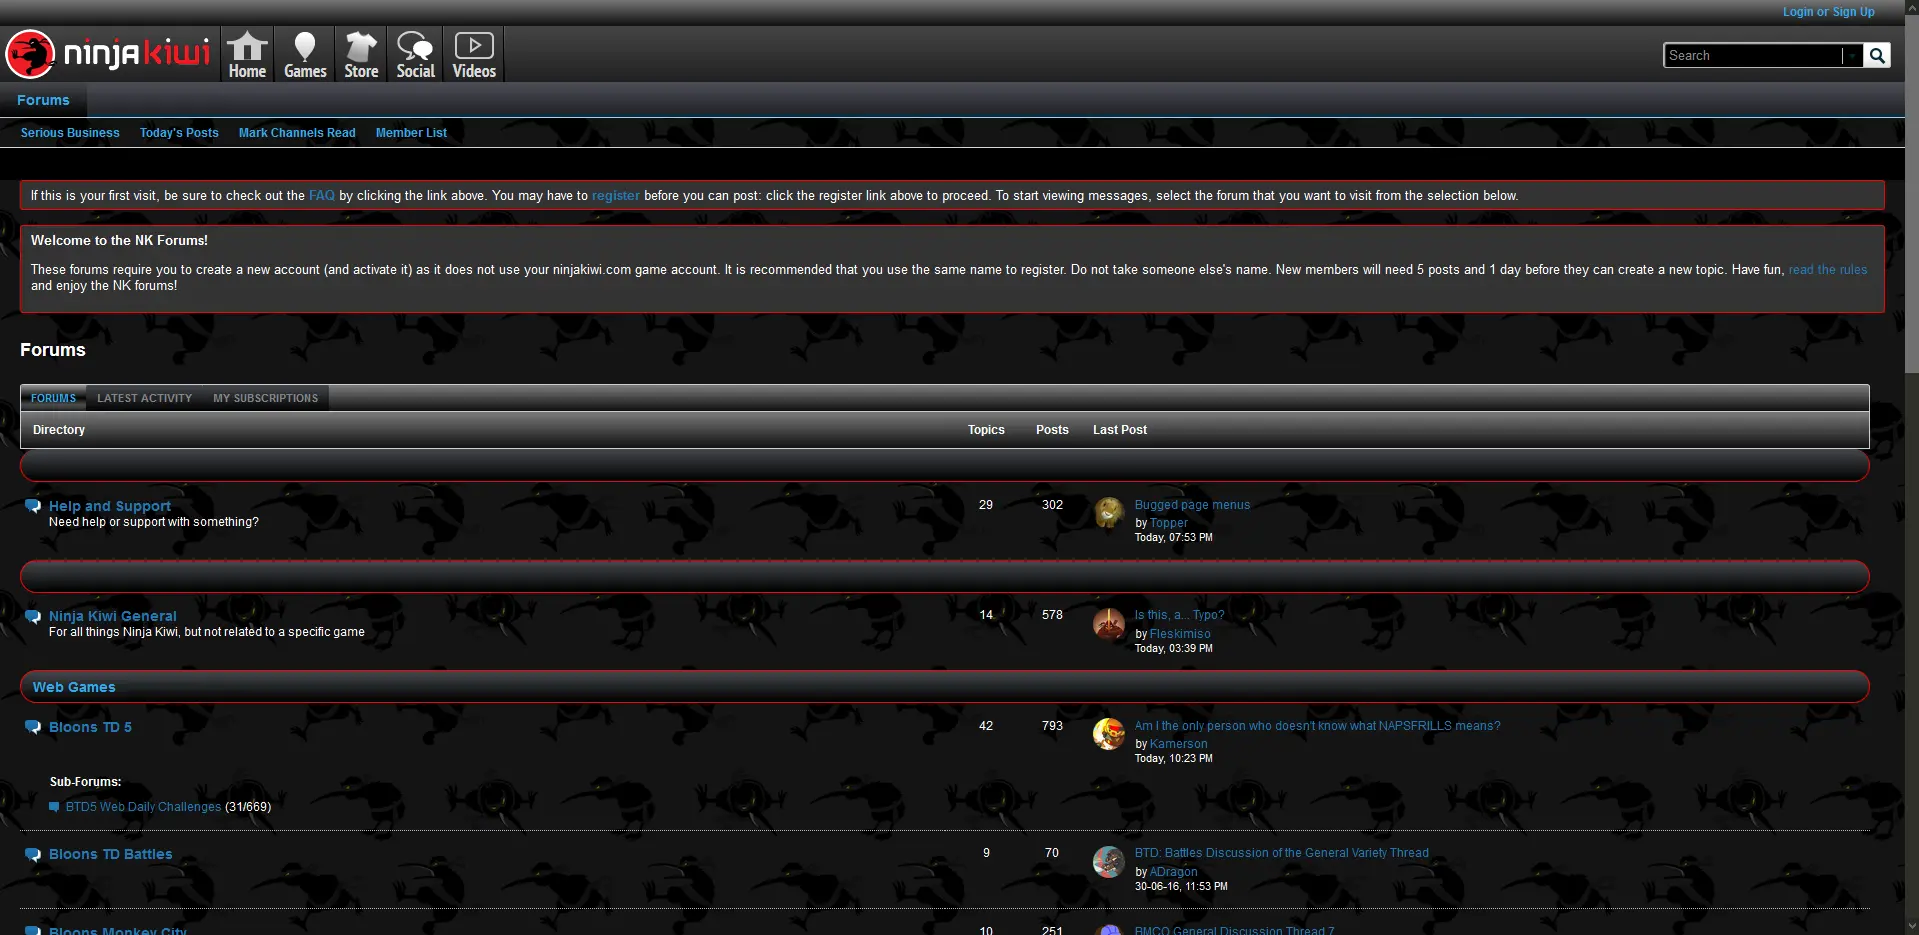 Login or Sign Up
ninjakiwi
Home
Games
Store
Social
Videos
Search
Forums
Serious Business
Today's Posts
Mark Channels Read
Member List
If this is your first visit, be sure to check out the FAQ by clicking the link above. You may have to register before you can post: click the register link above to proceed. To start viewing messages, select the forum that you want to visit from the selection below.
Welcome to the NK Forums!
These forums require you to create a new account (and activate it) as it does not use your ninjakiwi.com game account. It is recommended that you use the same name to register. Do not take someone else's name. New members will need 5 posts and 1 day before they can create a new topic. Have fun, read the rules
and enjoy the NK forums!
Forums
FORUMS
LATEST ACTIVITY
MY SUBSCRIPTIONS
Directory
Topics
Posts
Last Post
Help and Support
Need help or support with something?
29
302
Bugged page menus
by Topper
Today, 07:53 PM
Ninja Kiwi General
For all things Ninja Kiwi, but not related to a specific game
14
578
Is this, a... Typo?
by Fleskimiso
Today, 03:39 PM
Web Games
Bloons TD 5
42
793
Am I the only person who doesn't know what NAPSFRILLS means?
by Kamerson
Today, 10:23 PM
Sub-Forums:
BTD5 Web Daily Challenges (31/669)
Bloons TD Battles
9
70
BTD: Battles Discussion of the General Variety Thread
by ADragon
30-06-16, 11:53 PM
Bloons Monkey City
10
251
BMCO General Discussion Thread 7